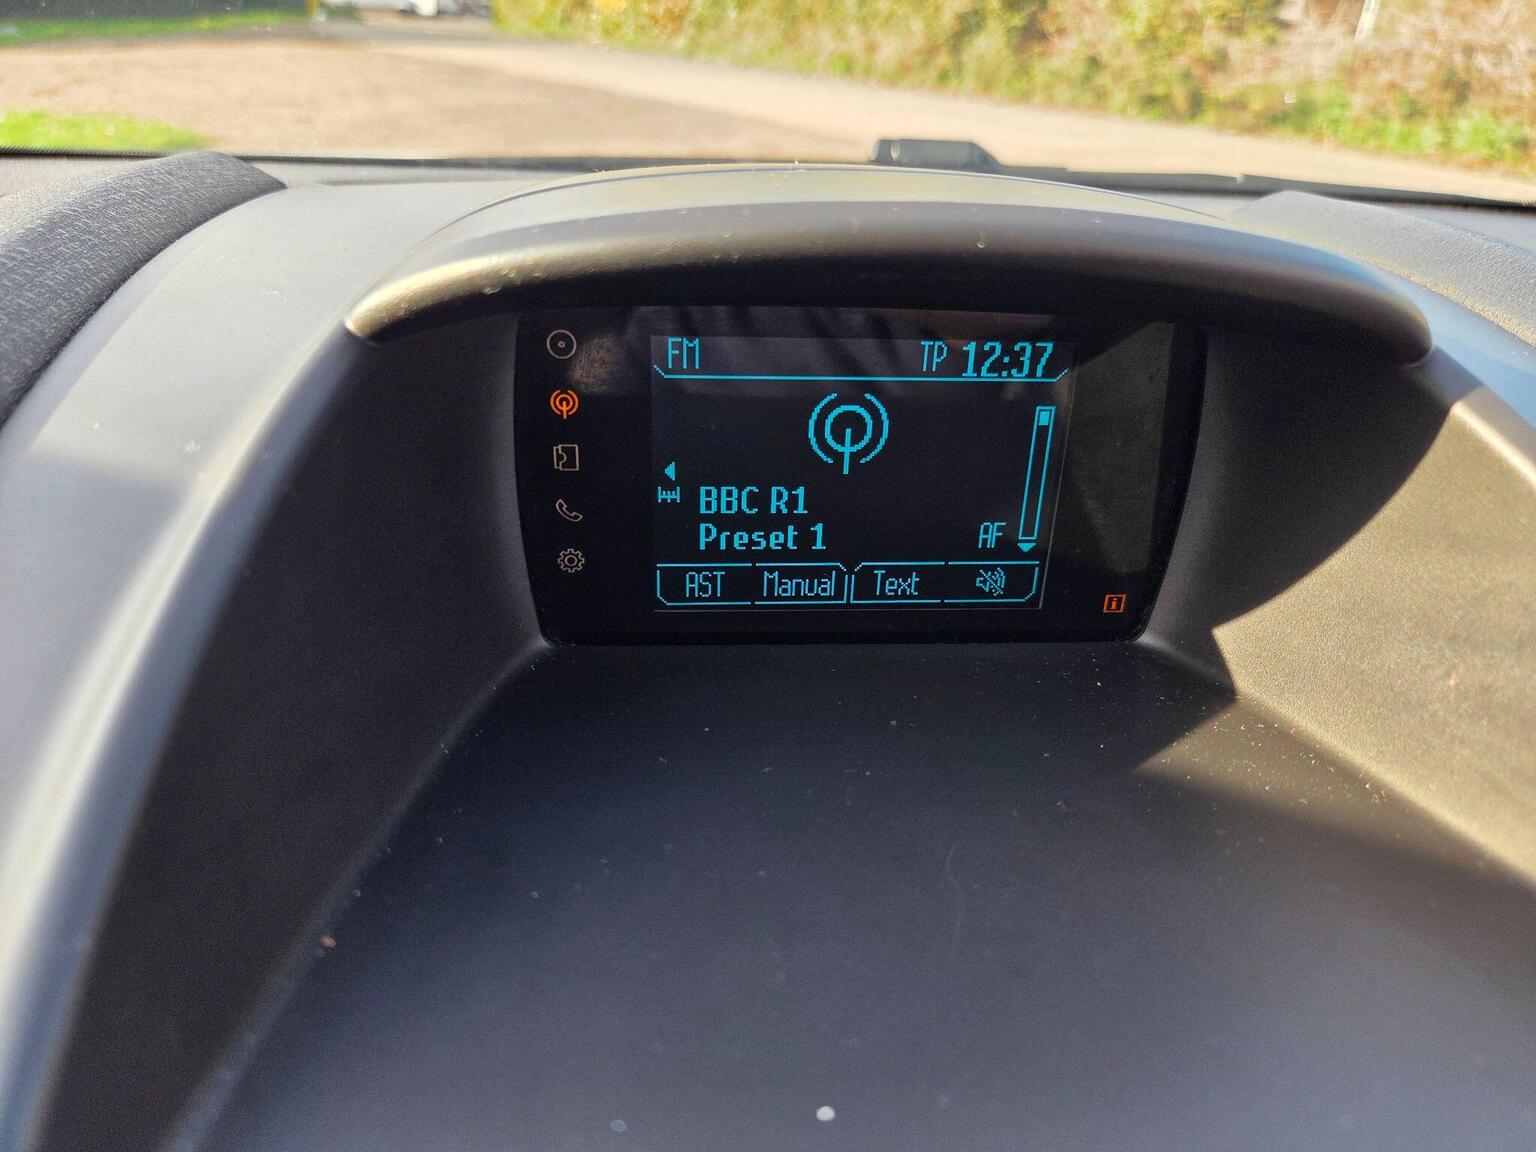 FM TP 12:37
BBC R1
Preset 1 AF
AST Manual Text
i